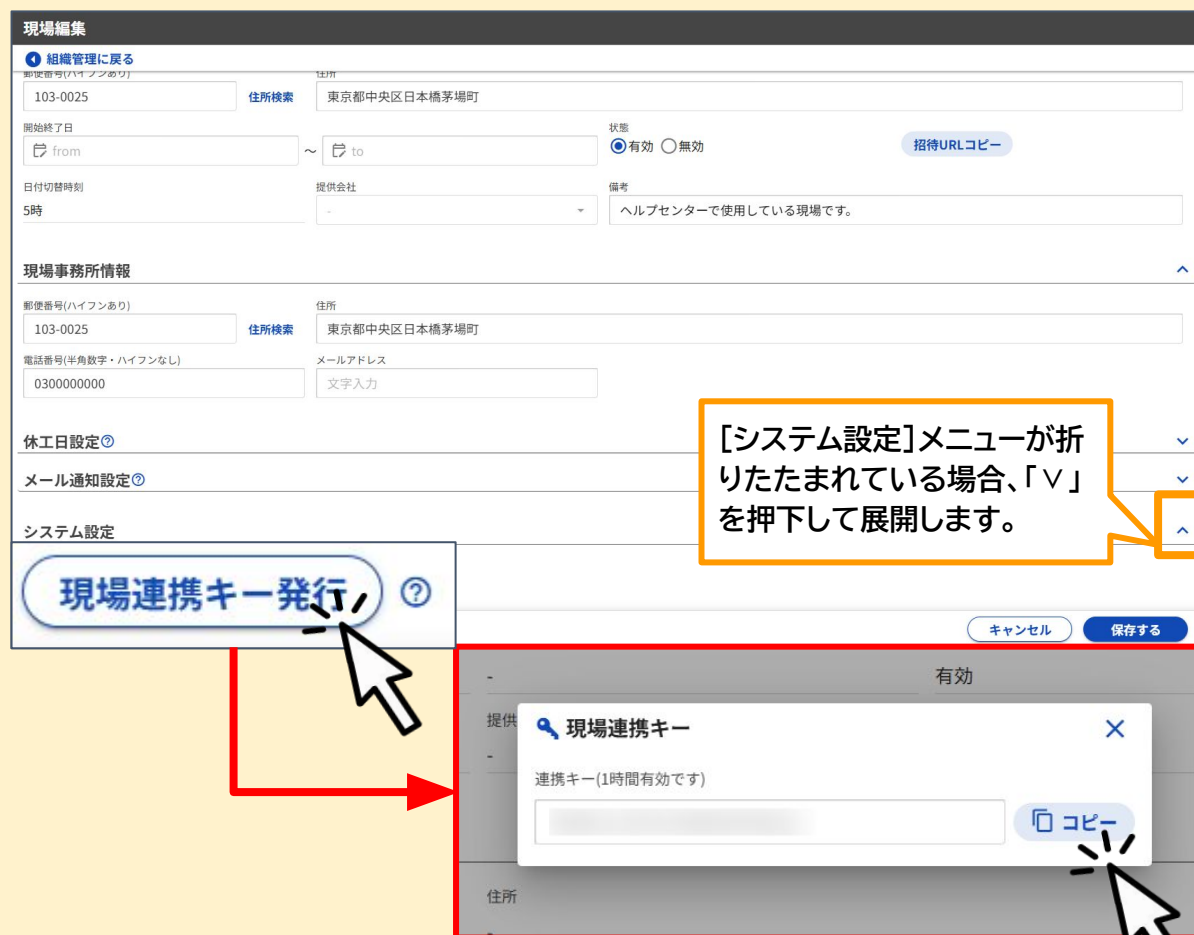 現場編集
組織管理に戻る
郵便番号(ハイフンあり)
住所
103-0025
住所検索
東京都中央区日本橋茅場町
開始終了日
状態
from
～
to
有効
無効
招待URLコピー
日付切替時刻
提供会社
備考
5時
-
ヘルプセンターで使用している現場です。
現場事務所情報
郵便番号(ハイフンあり)
住所
103-0025
住所検索
東京都中央区日本橋茅場町
電話番号(半角数字・ハイフンなし)
メールアドレス
0300000000
文字入力
休工日設定
メール通知設定
システム設定
[システム設定]メニューが折
りたたまれている場合、「∨」
を押下して展開します。
現場連携キー発行
キャンセル
保存する
-
有効
提供
-
現場連携キー
連携キー(1時間有効です)
コピー
住所